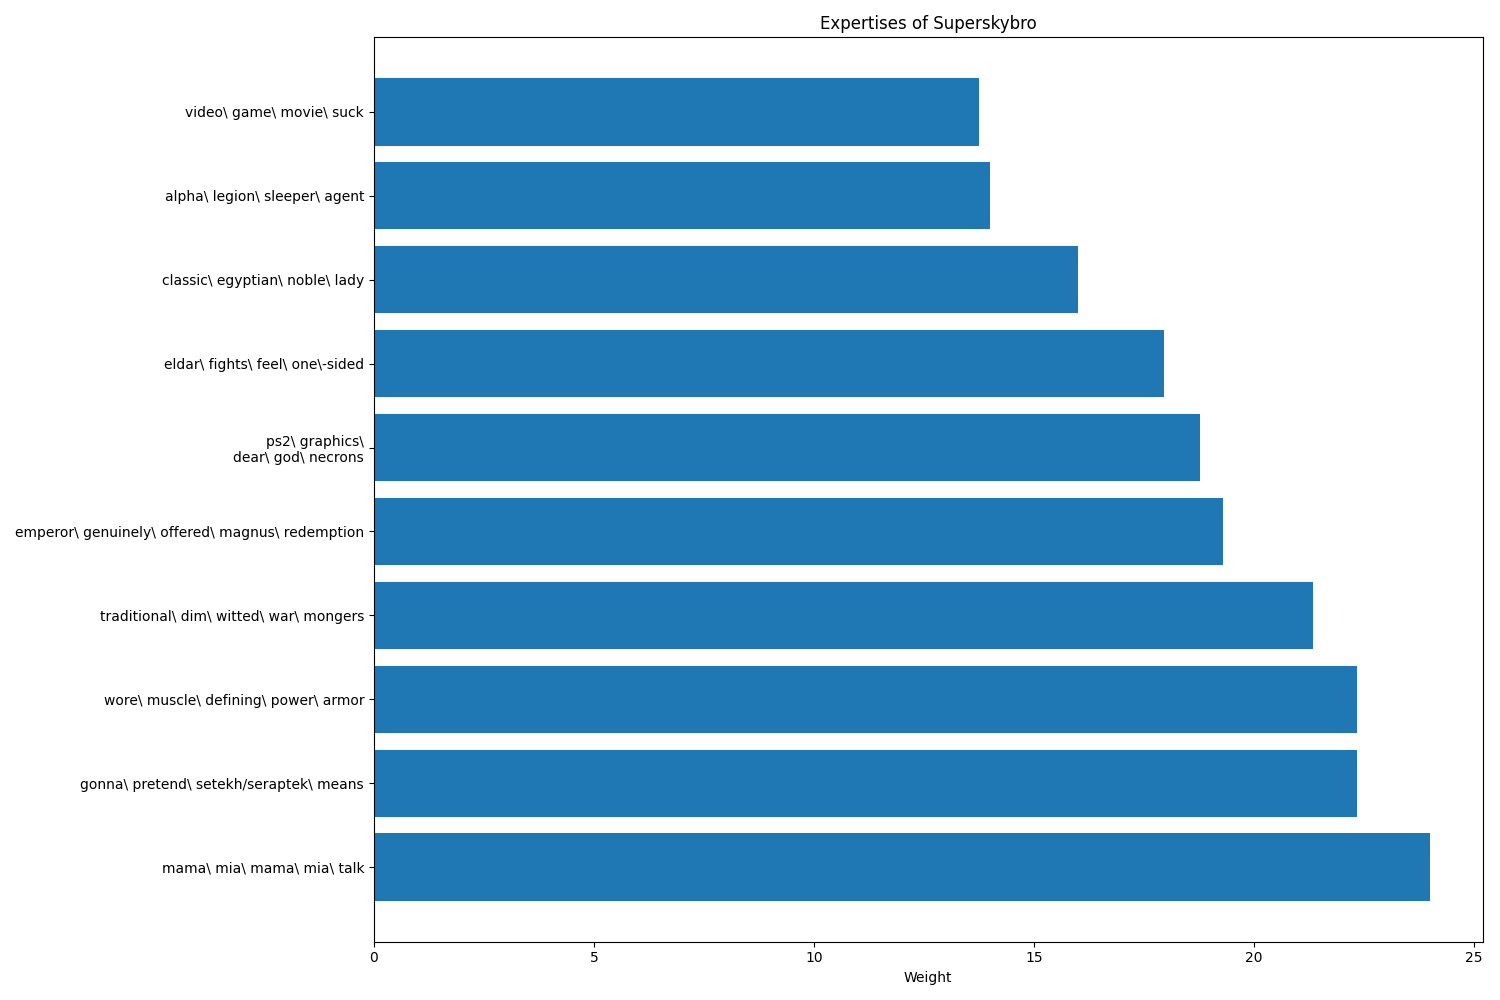 Expertises of Superskybro
video\ game\ movie\ suck
alpha\ legion\ sleeper\ agent
classic\ egyptian\ noble\ lady
eldar\ fights\ feel\ one\-sided
ps2\ graphics\
dear\ god\ necrons
emperor\ genuinely\ offered\ magnus\ redemption
traditional\ dim\ witted\ war\ mongers
wore\ muscle\ defining\ power\ armor
gonna\ pretend\ setekh/seraptek\ means
mama\ mia\ mama\ mia\ talk
0 5 10 15 20 25
Weight